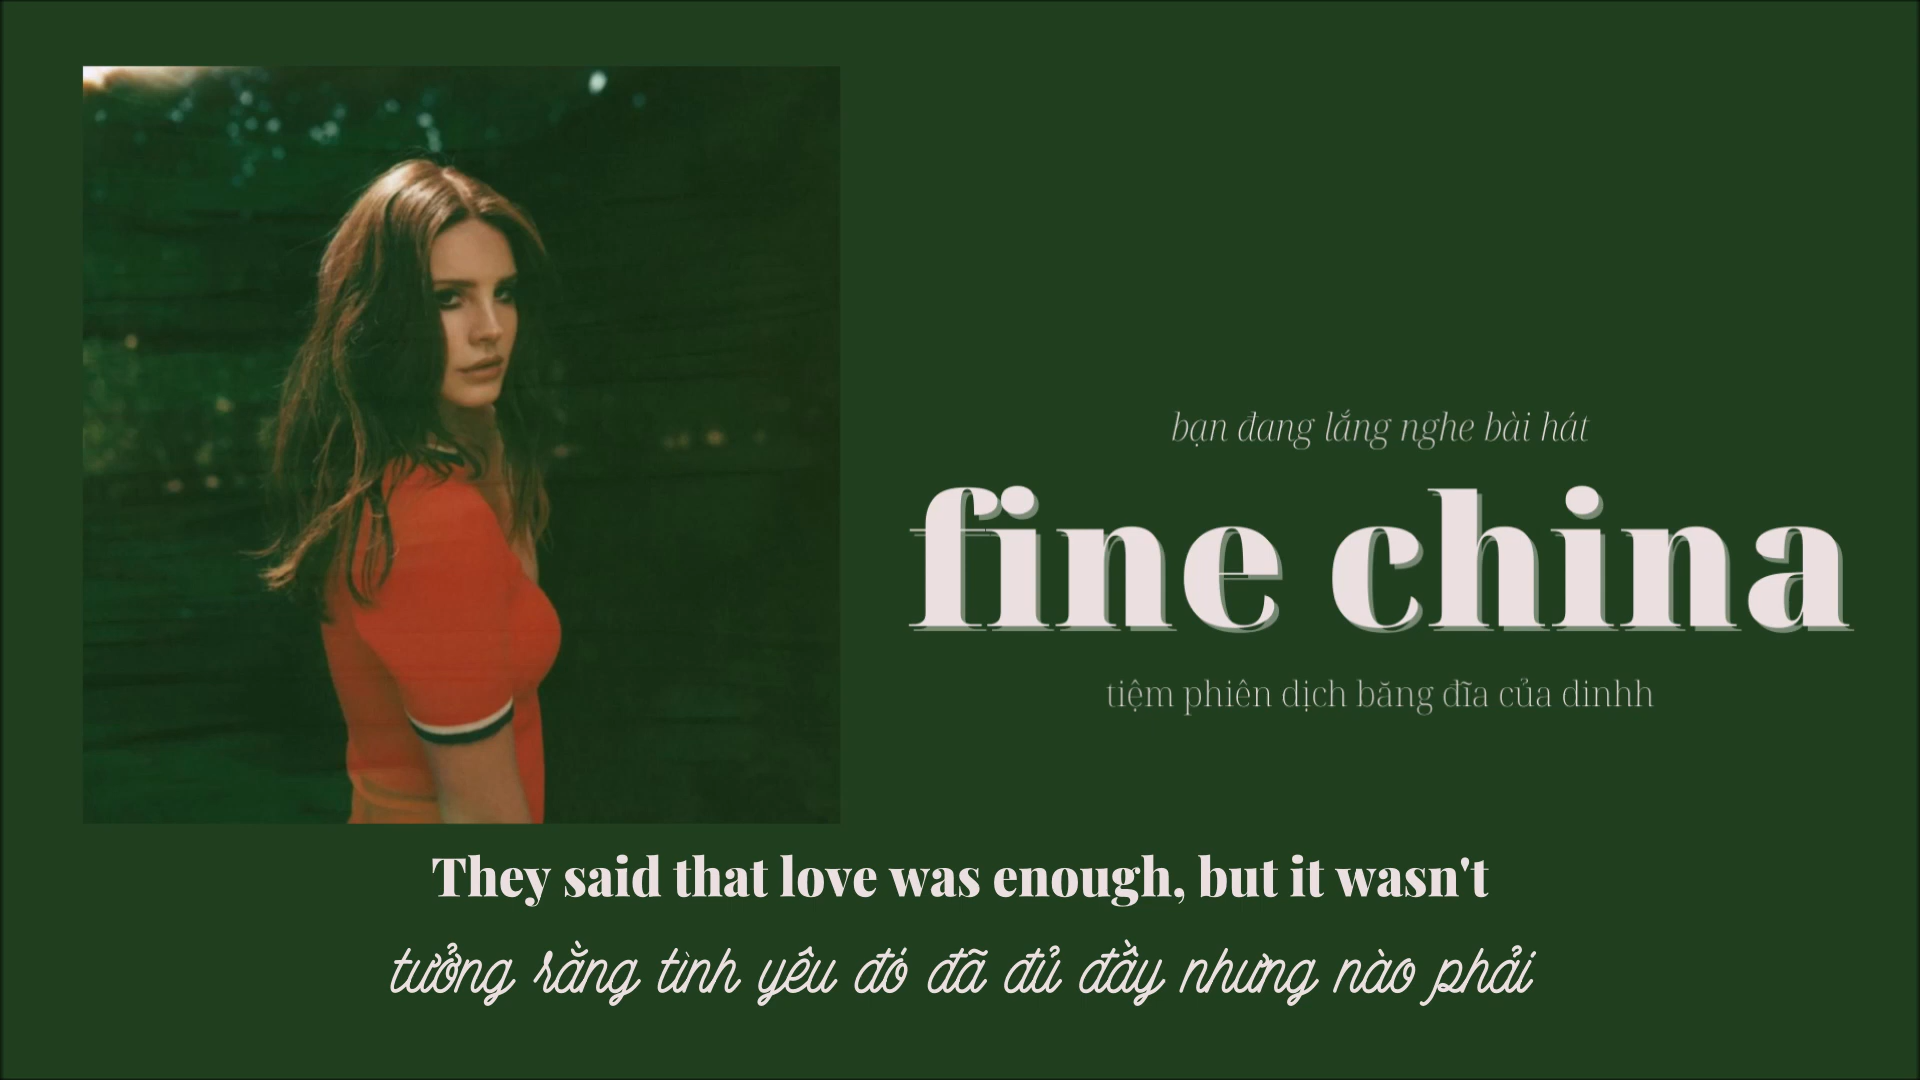 bạn đang lắng nghe bài hát
fine china
tiệm phiên dịch băng đĩa của dinhh
They said that love was enough, but it wasn't
tưởng rằng tình yêu đó đã đủ đầy nhưng nào phải